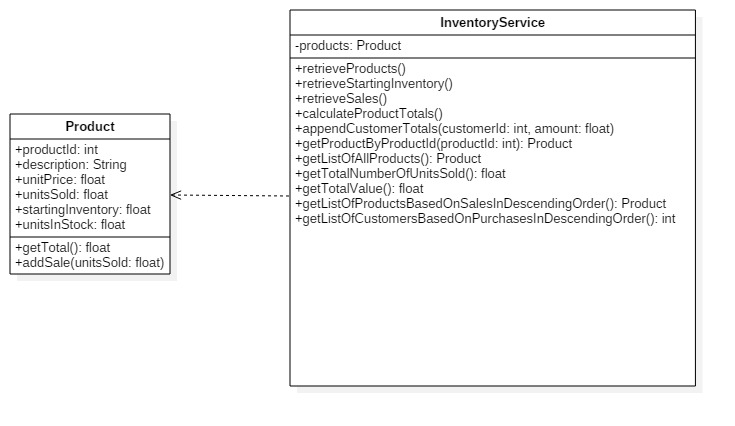 InventoryService
-products: Product
+retrieveProducts()
+retrieveStartingInventory()
+retrieveSales()
+calculateProductTotals()
+appendCustomerTotals(customerId: int, amount: float)
+getProductByProductId(productId: int): Product
+getListOfAllProducts(): Product
+getTotalNumberOfUnitsSold(): float
+getTotalValue(): float
+getListOfProductsBasedOnSalesInDescendingOrder(): Product
+getListOfCustomersBasedOnPurchasesInDescendingOrder(): int
Product
+productId: int
+description: String
+unitPrice: float
+unitsSold: float
+startingInventory: float
+unitsInStock: float
+getTotal(): float
+addSale(unitsSold: float)